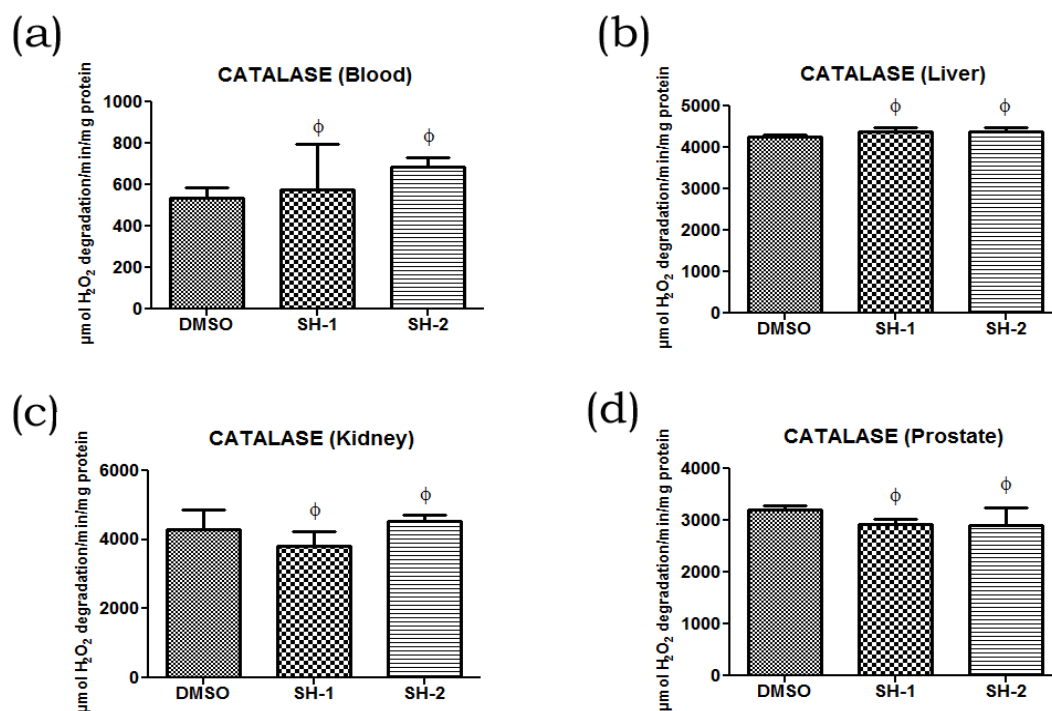 (a)
CATALASE (Blood)
µmol H₂O₂ degradation/min/mg protein
1000
800
600
400
200
0
ϕ
ϕ
DMSO
SH-1
SH-2
(b)
CATALASE (Liver)
µmol H₂O₂ degradation/min/mg protein
5000
4000
3000
2000
1000
0
ϕ
ϕ
DMSO
SH-1
SH-2
(c)
CATALASE (Kidney)
µmol H₂O₂ degradation/min/mg protein
6000
4000
2000
0
ϕ
ϕ
DMSO
SH-1
SH-2
(d)
CATALASE (Prostate)
µmol H₂O₂ degradation/min/mg protein
4000
3000
2000
1000
0
ϕ
ϕ
DMSO
SH-1
SH-2